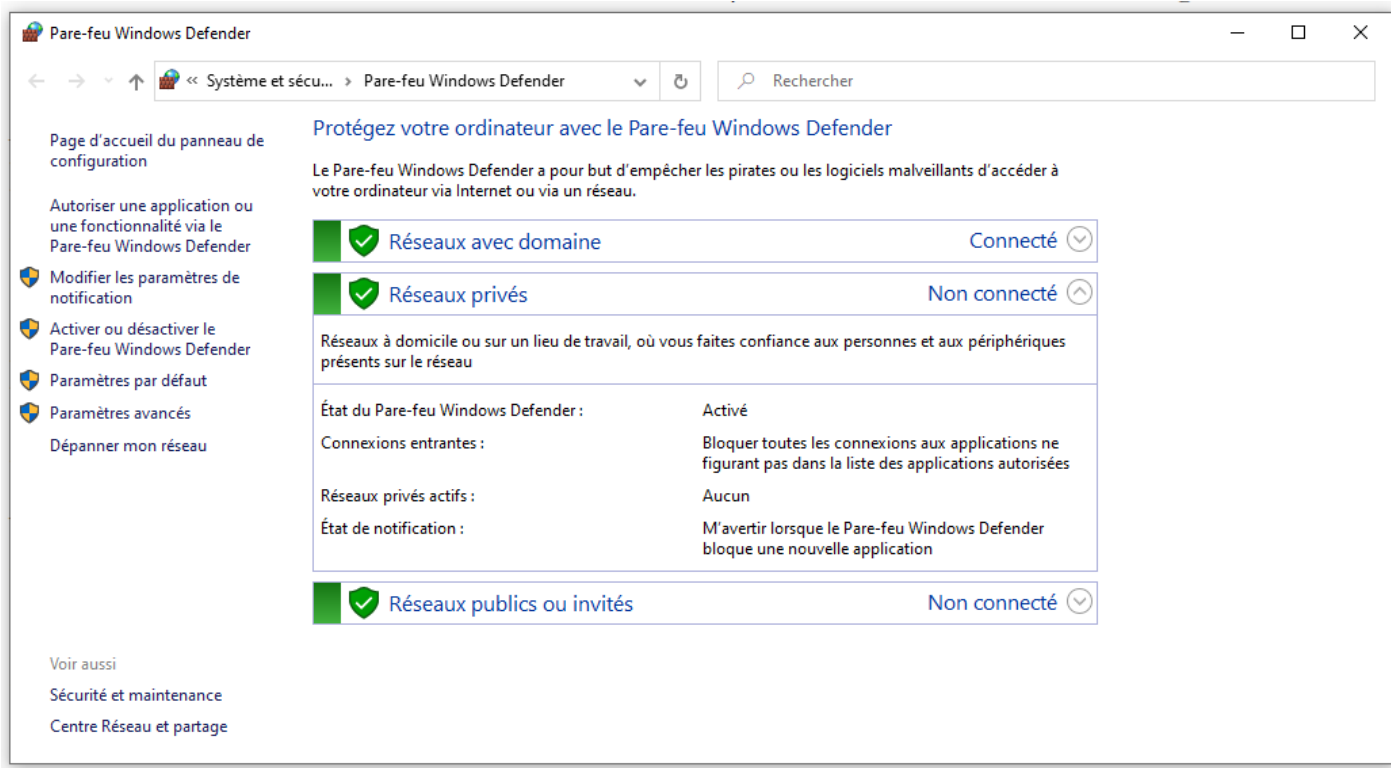 Pare-feu Windows Defender
« Système et sécu... > Pare-feu Windows Defender
Rechercher
Page d'accueil du panneau de
configuration
Autoriser une application ou
une fonctionnalité via le
Pare-feu Windows Defender
Modifier les paramètres de
notification
Activer ou désactiver le
Pare-feu Windows Defender
Paramètres par défaut
Paramètres avancés
Dépanner mon réseau
Protégez votre ordinateur avec le Pare-feu Windows Defender
Le Pare-feu Windows Defender a pour but d'empêcher les pirates ou les logiciels malveillants d'accéder à
votre ordinateur via Internet ou via un réseau.
Réseaux avec domaine Connecté
Réseaux privés Non connecté
Réseaux à domicile ou sur un lieu de travail, où vous faites confiance aux personnes et aux périphériques
présents sur le réseau
État du Pare-feu Windows Defender : Activé
Connexions entrantes : Bloquer toutes les connexions aux applications ne
figurant pas dans la liste des applications autorisées
Réseaux privés actifs : Aucun
État de notification : M'avertir lorsque le Pare-feu Windows Defender
bloque une nouvelle application
Réseaux publics ou invités Non connecté
Voir aussi
Sécurité et maintenance
Centre Réseau et partage